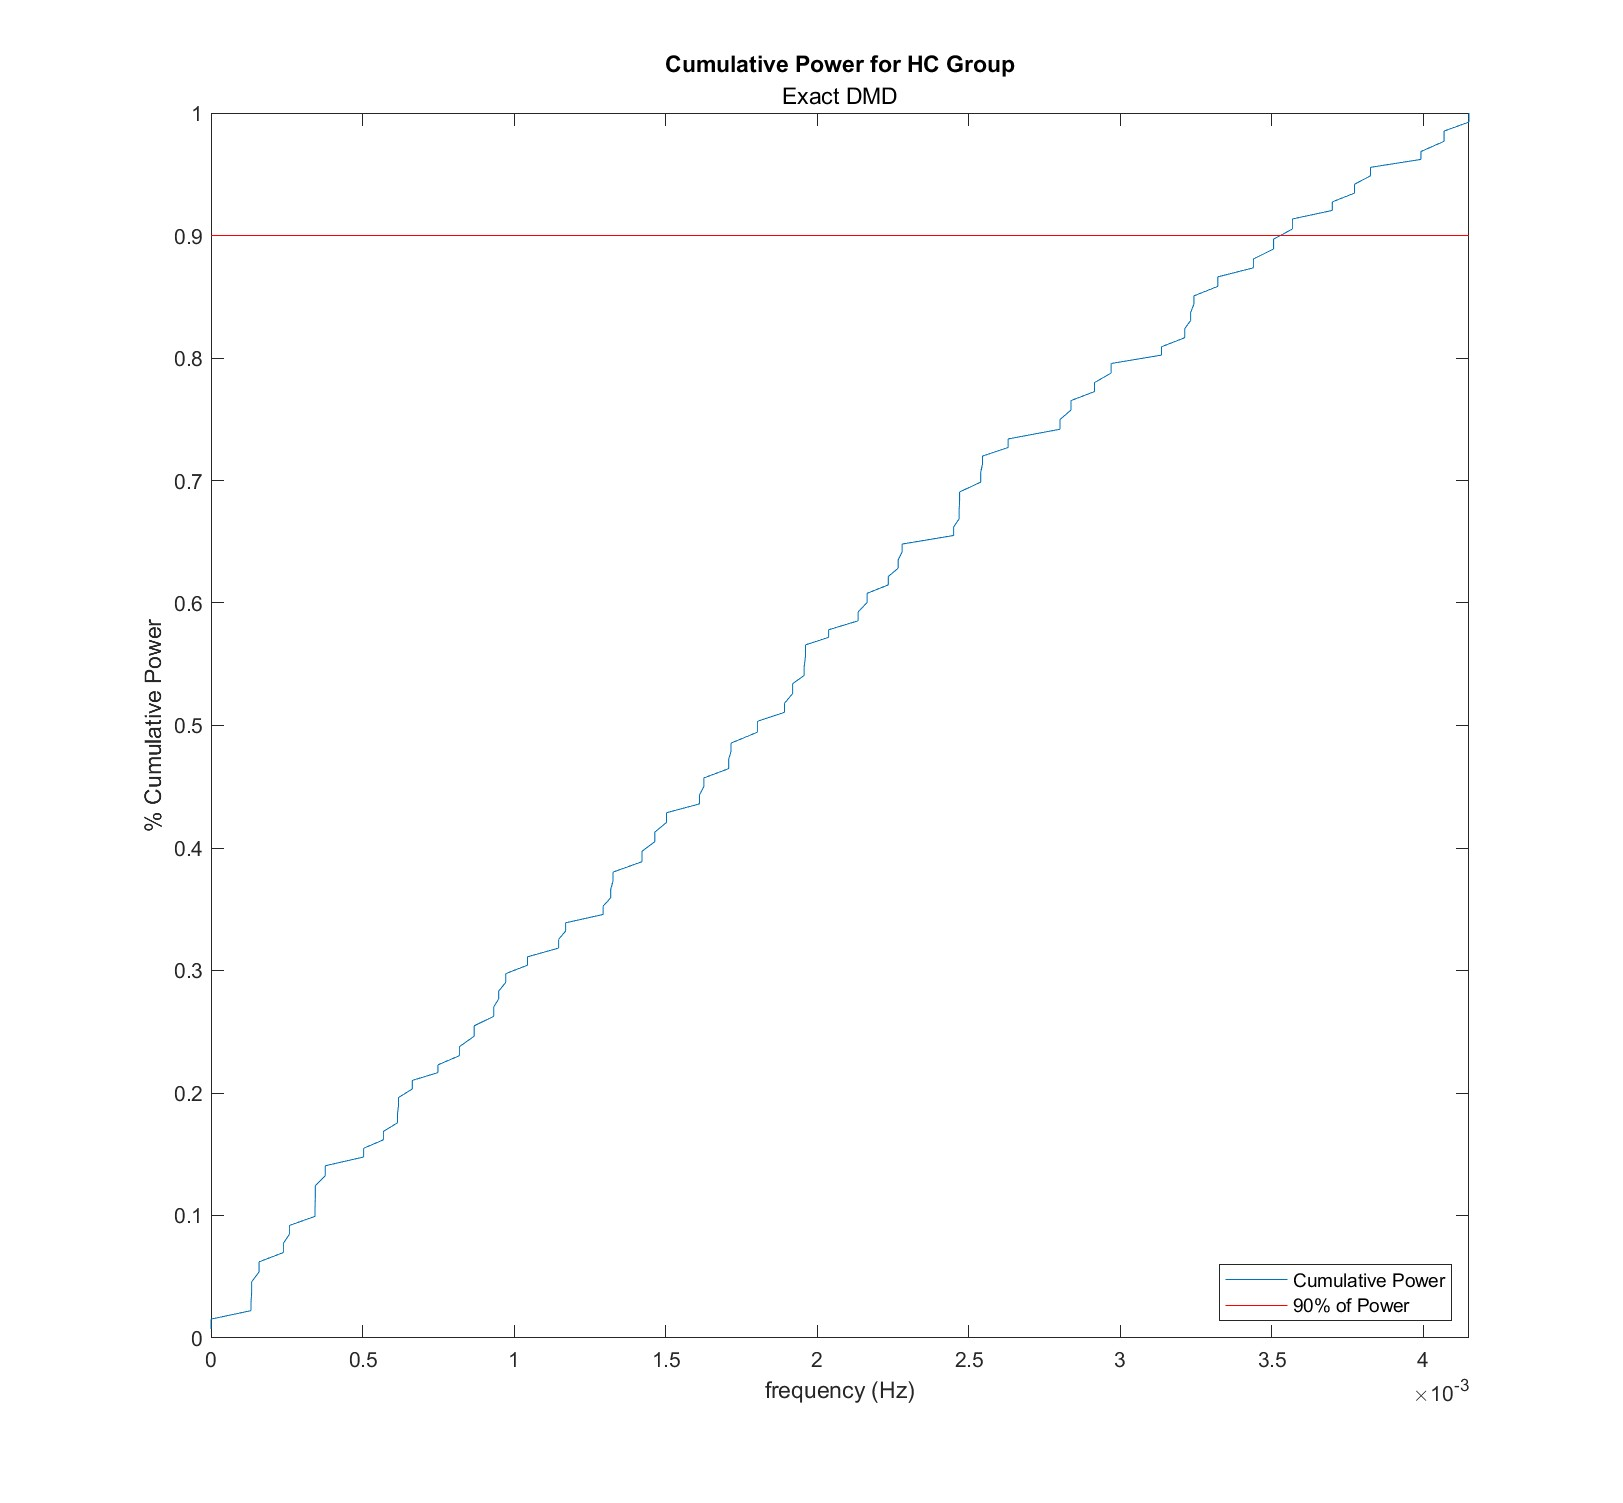 Cumulative Power for HC Group
Exact DMD
1
0.9
0.8
0.7
0.6
0.5
0.4
0.3
0.2
0.1
0
% Cumulative Power
0 0.5 1 1.5 2 2.5 3 3.5 4
frequency (Hz)
×10⁻³
Cumulative Power
90% of Power